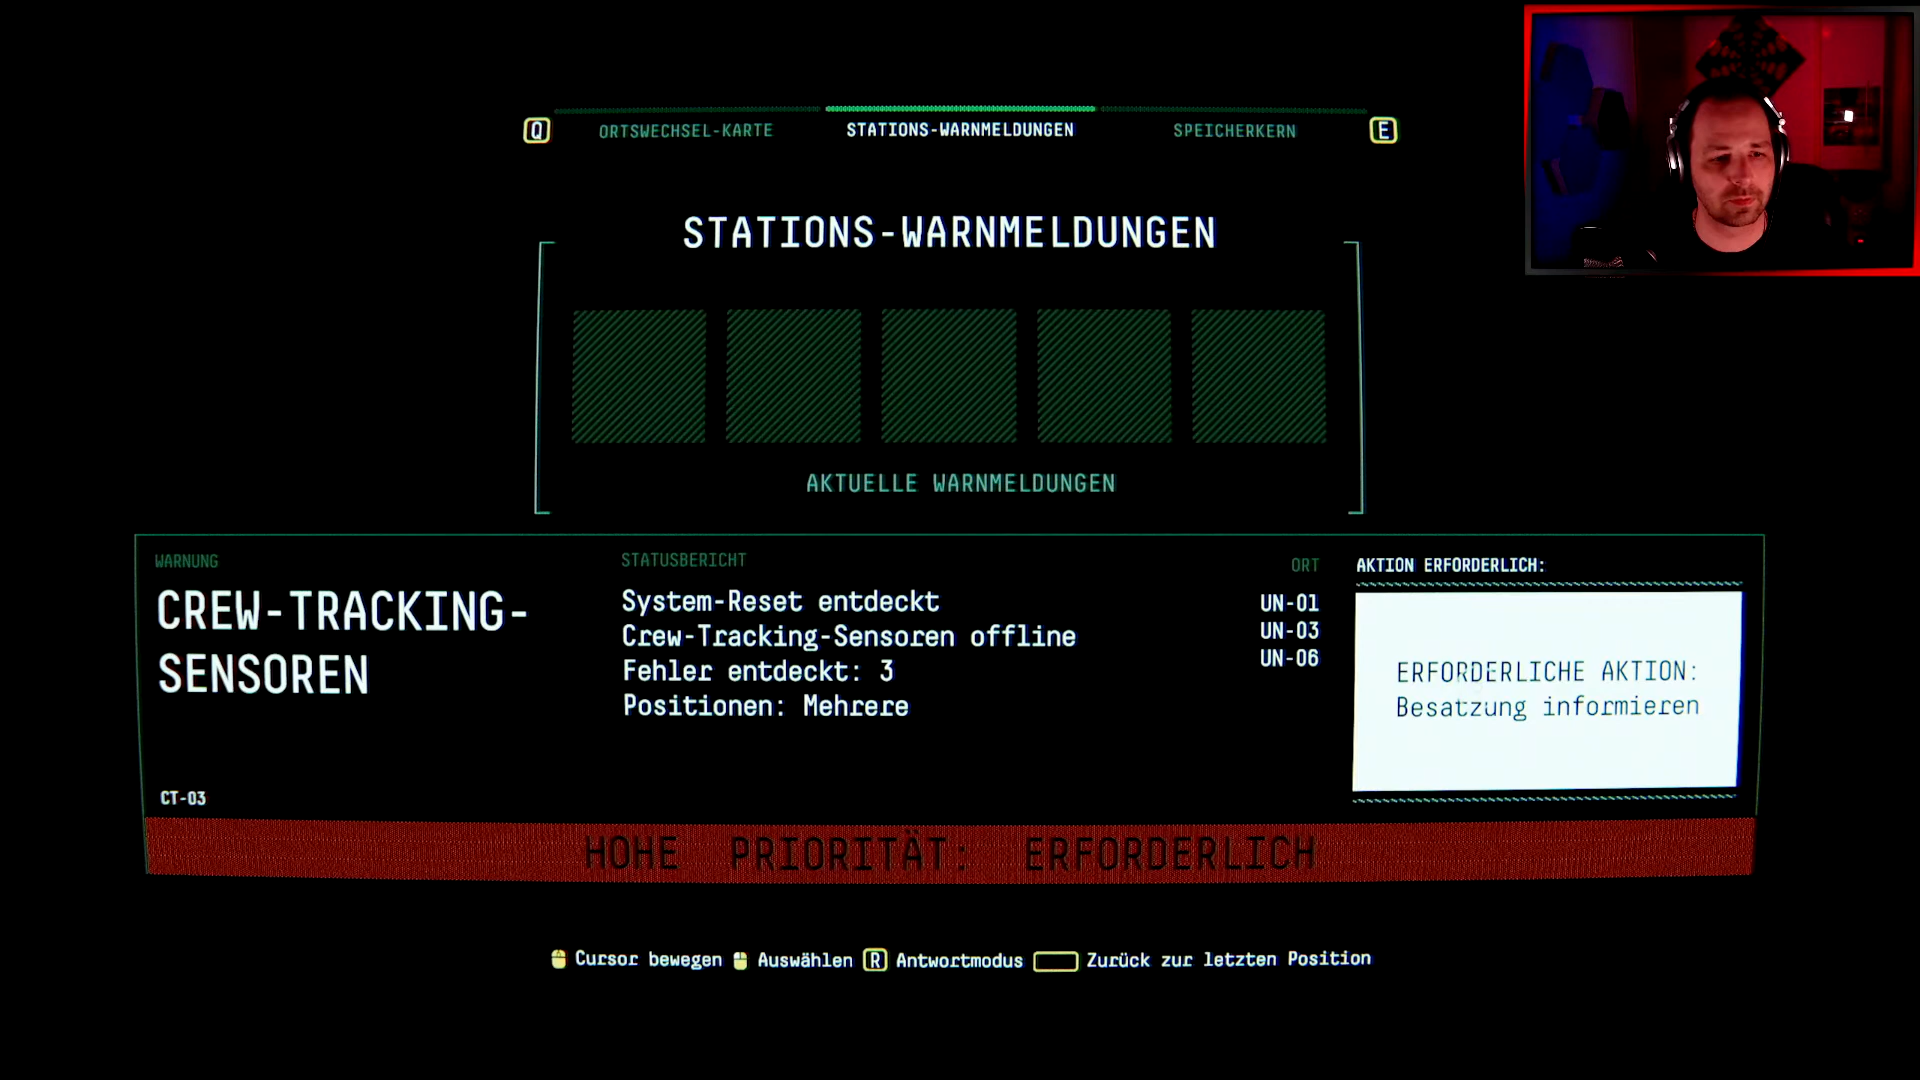 Q ORTSWECHSEL-KARTE STATIONS-WARNMELDUNGEN SPEICHERKERN E
STATIONS-WARNMELDUNGEN
AKTUELLE WARNMELDUNGEN
WARNUNG
CREW-TRACKING-
SENSOREN
CT-03
STATUSBERICHT
System-Reset entdeckt
Crew-Tracking-Sensoren offline
Fehler entdeckt: 3
Positionen: Mehrere
ORT
UN-01
UN-03
UN-06
AKTION ERFORDERLICH:
ERFORDERLICHE AKTION:
Besatzung informieren
HOHE PRIORITÄT: ERFORDERLICH
Cursor bewegen Auswählen R Antwortmodus Zurück zur letzten Position